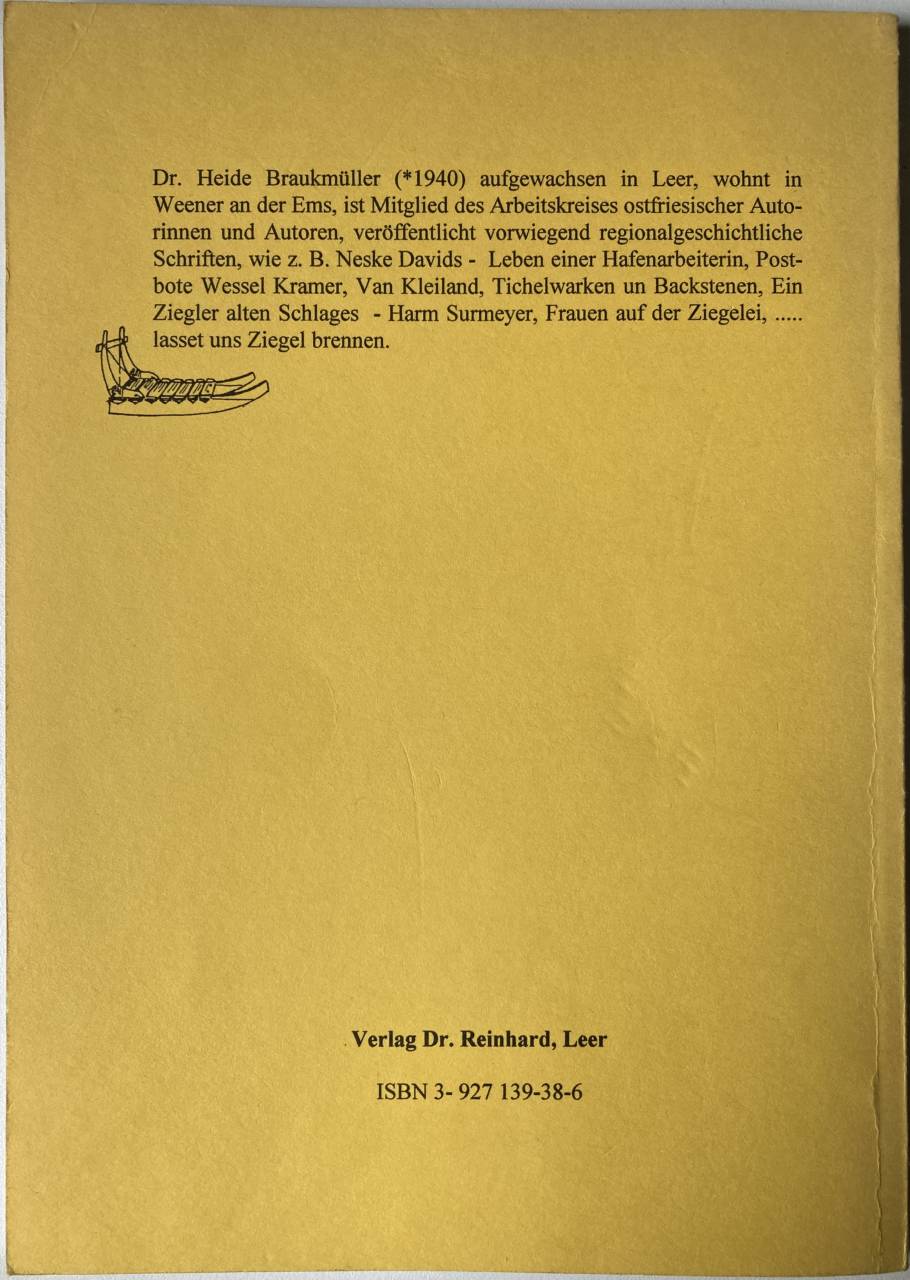 Dr. Heide Braukmüller (*1940) aufgewachsen in Leer, wohnt in
Weener an der Ems, ist Mitglied des Arbeitskreises ostfriesischer Auto-
rinnen und Autoren, veröffentlicht vorwiegend regionalgeschichtliche
Schriften, wie z. B. Neske Davids - Leben einer Hafenarbeiterin, Post-
bote Wessel Kramer, Van Kleiland, Tichelwarken un Backstenen, Ein
Ziegler alten Schlages - Harm Surmeyer, Frauen auf der Ziegelei, .....
lasset uns Ziegel brennen.
Verlag Dr. Reinhard, Leer
ISBN 3- 927 139-38-6